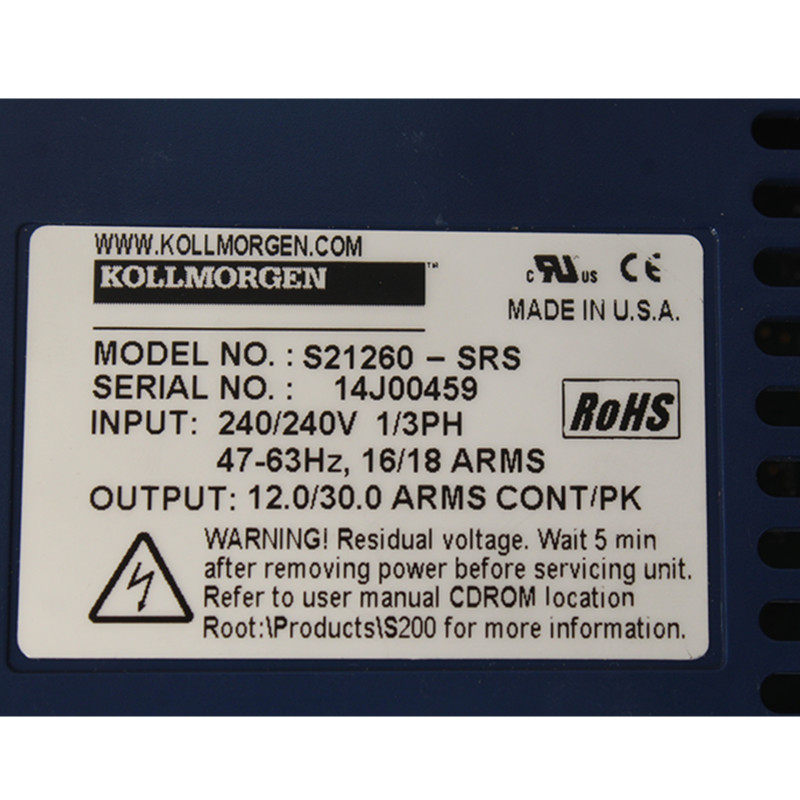 WWW.KOLLMORGEN.COM
KOLLMORGEN™
c RU US CE
MADE IN U.S.A.
MODEL NO. : S21260 – SRS
SERIAL NO. : 14J00459
INPUT: 240/240V 1/3PH
47-63Hz, 16/18 ARMS
RoHS
OUTPUT: 12.0/30.0 ARMS CONT/PK
WARNING! Residual voltage. Wait 5 min
after removing power before servicing unit.
Refer to user manual CDROM location
Root:\Products\S200 for more information.